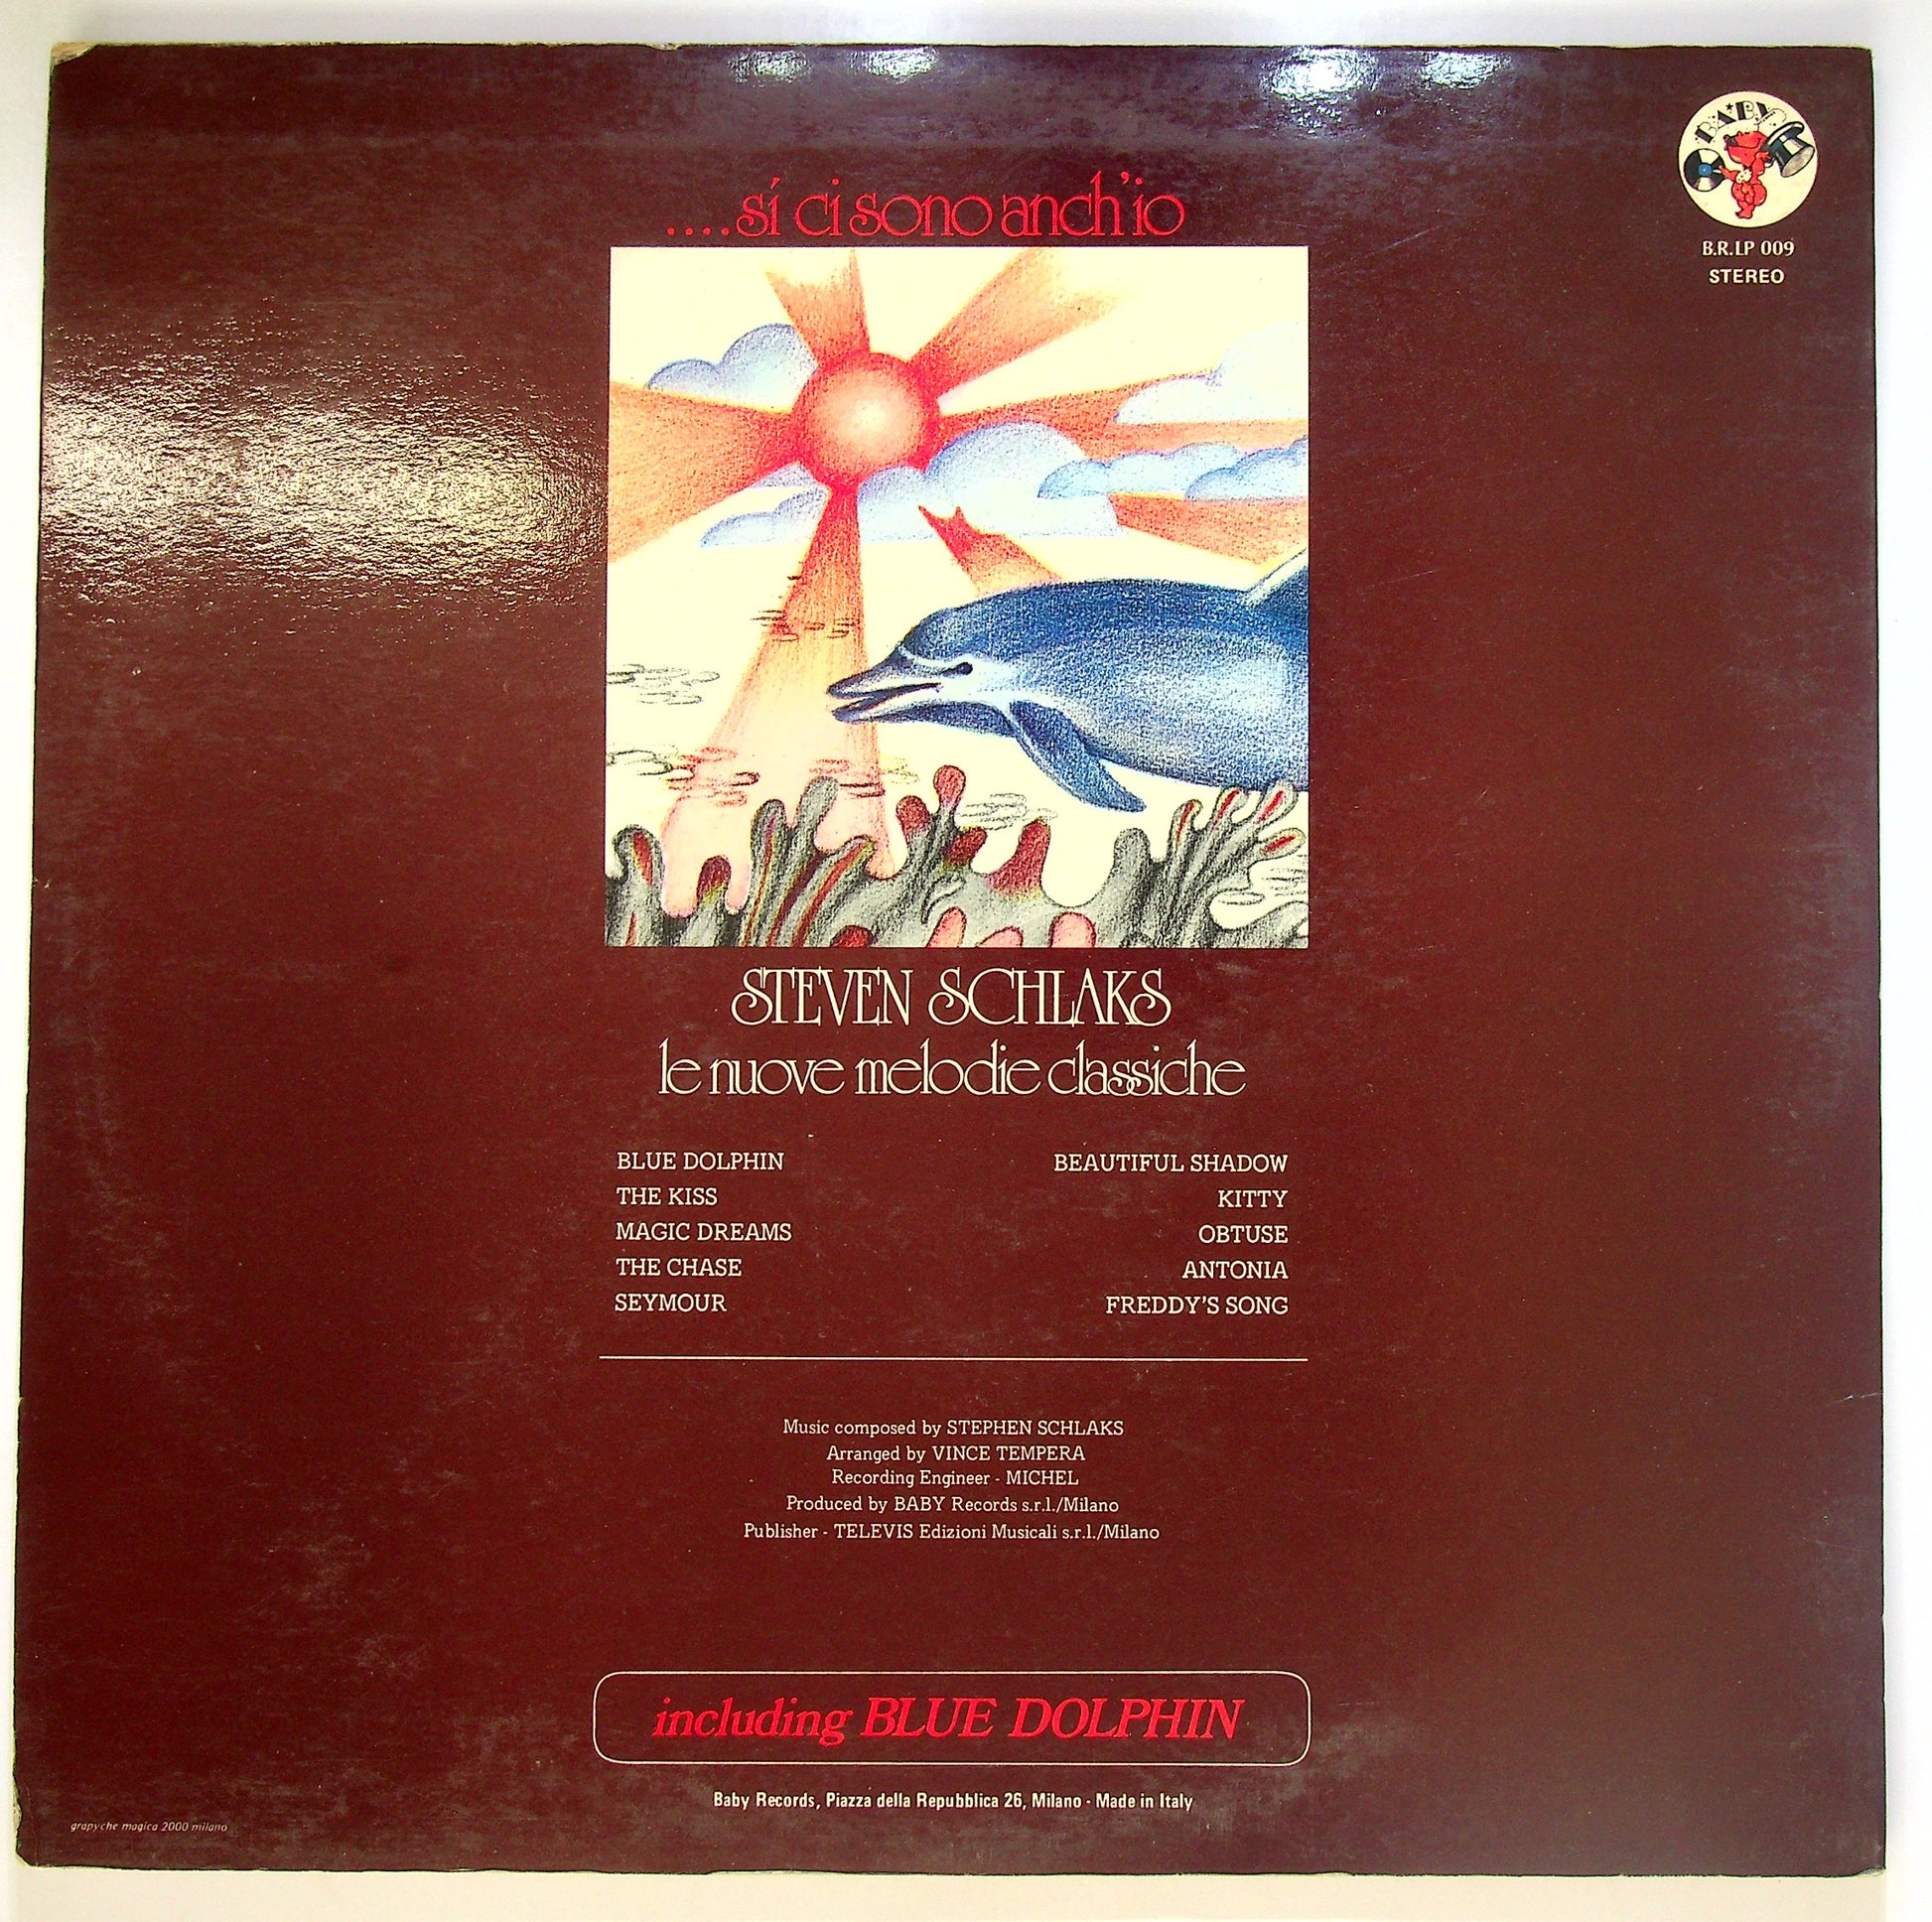 BABY
B.R.LP 009
STEREO
....sí ci sono anch'io
STEVEN SCHLAKS
le nuove melodie classiche
BLUE DOLPHIN
THE KISS
MAGIC DREAMS
THE CHASE
SEYMOUR
BEAUTIFUL SHADOW
KITTY
OBTUSE
ANTONIA
FREDDY'S SONG
Music composed by STEPHEN SCHLAKS
Arranged by VINCE TEMPERA
Recording Engineer - MICHEL
Produced by BABY Records s.r.l./Milano
Publisher - TELEVIS Edizioni Musicali s.r.l./Milano
including BLUE DOLPHIN
Baby Records, Piazza della Repubblica 26, Milano - Made in Italy
grapyche magica 2000 milano